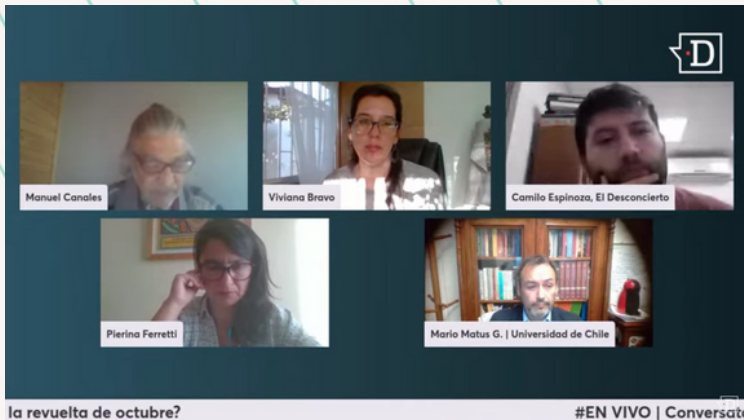 D
Manuel Canales
Viviana Bravo
Camilo Espinoza, El Desconcierto
Pierina Ferretti
Mario Matus G. | Universidad de Chile
la revuelta de octubre?
#EN VIVO | Conversato